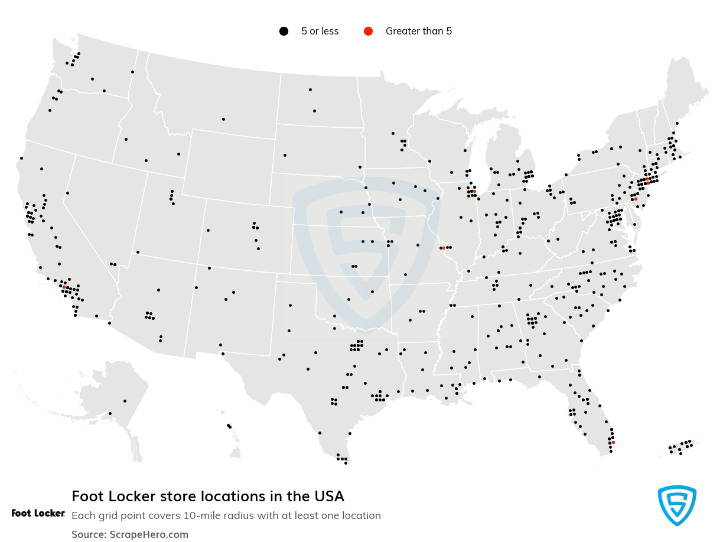 5 or less
Greater than 5
Foot Locker store locations in the USA
Foot Locker.
Each grid point covers 10-mile radius with at least one location
Source: ScrapeHero.com